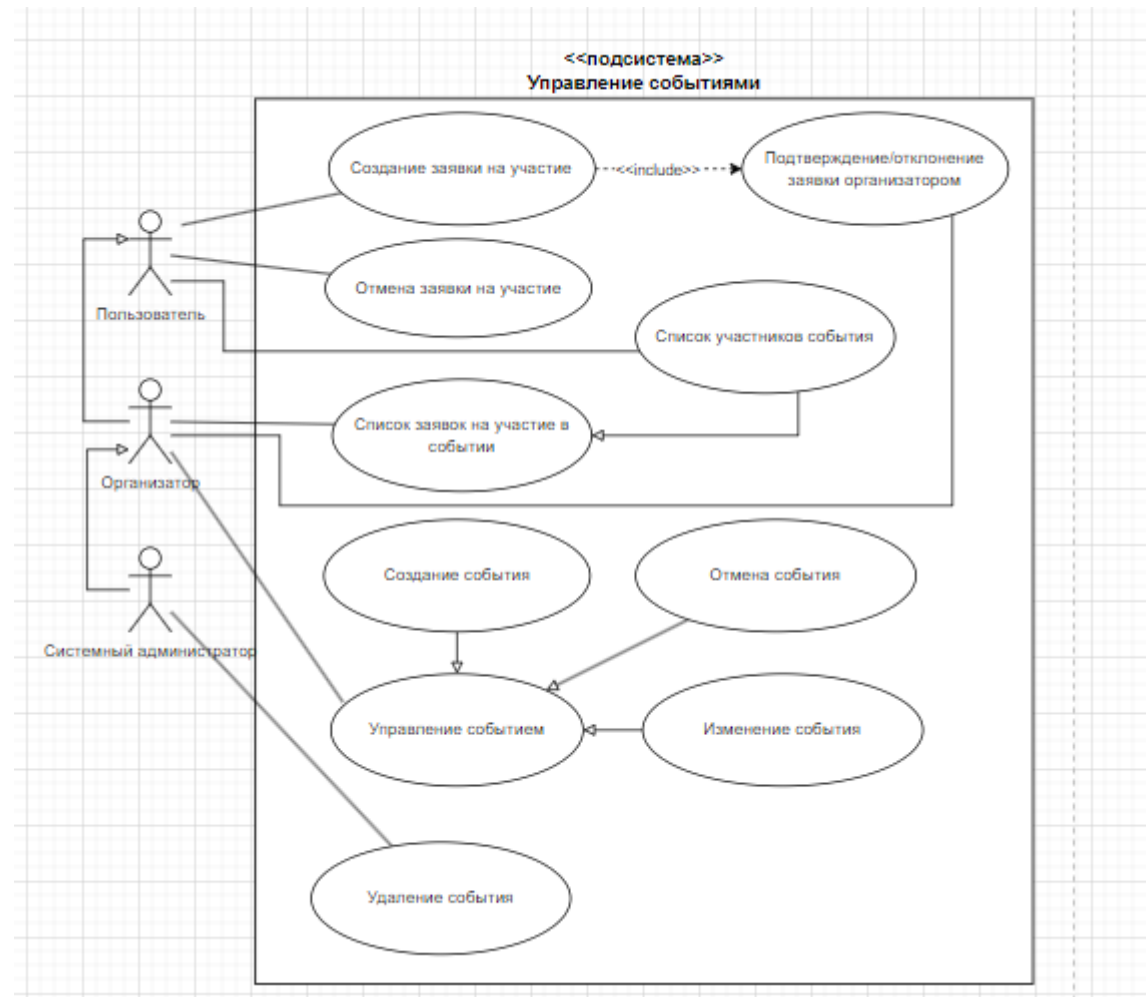 <<подсистема>>
Управление событиями
Создание заявки на участие
<<include>>
Подтверждение/отклонение
заявки организатором
Отмена заявки на участие
Пользователь
Список участников события
Список заявок на участие в
событии
Организатор
Создание события
Отмена события
Системный администратор
Управление событием
Изменение события
Удаление события